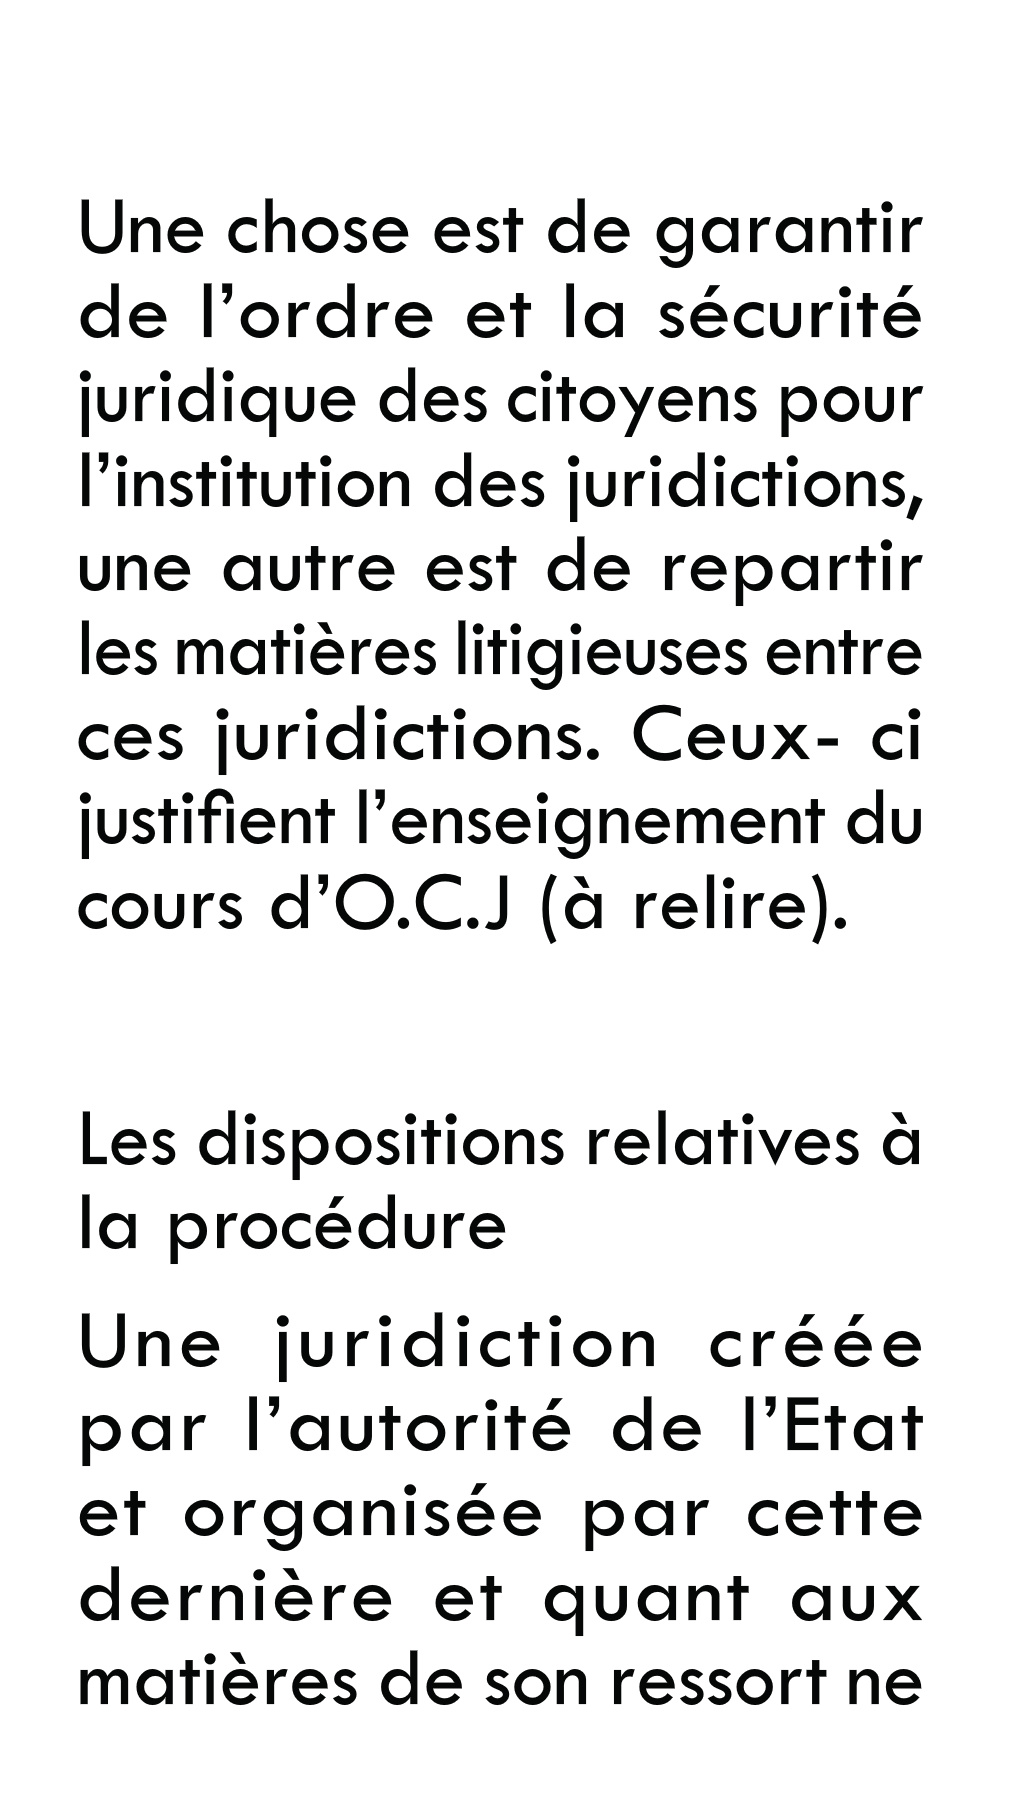 Une chose est de garantir
de l’ordre et la sécurité
juridique des citoyens pour
l’institution des juridictions,
une autre est de repartir
les matières litigieuses entre
ces juridictions. Ceux- ci
justifient l’enseignement du
cours d’O.C.J (à relire).
Les dispositions relatives à
la procédure
Une juridiction créée
par l’autorité de l’Etat
et organisée par cette
dernière et quant aux
matières de son ressort ne